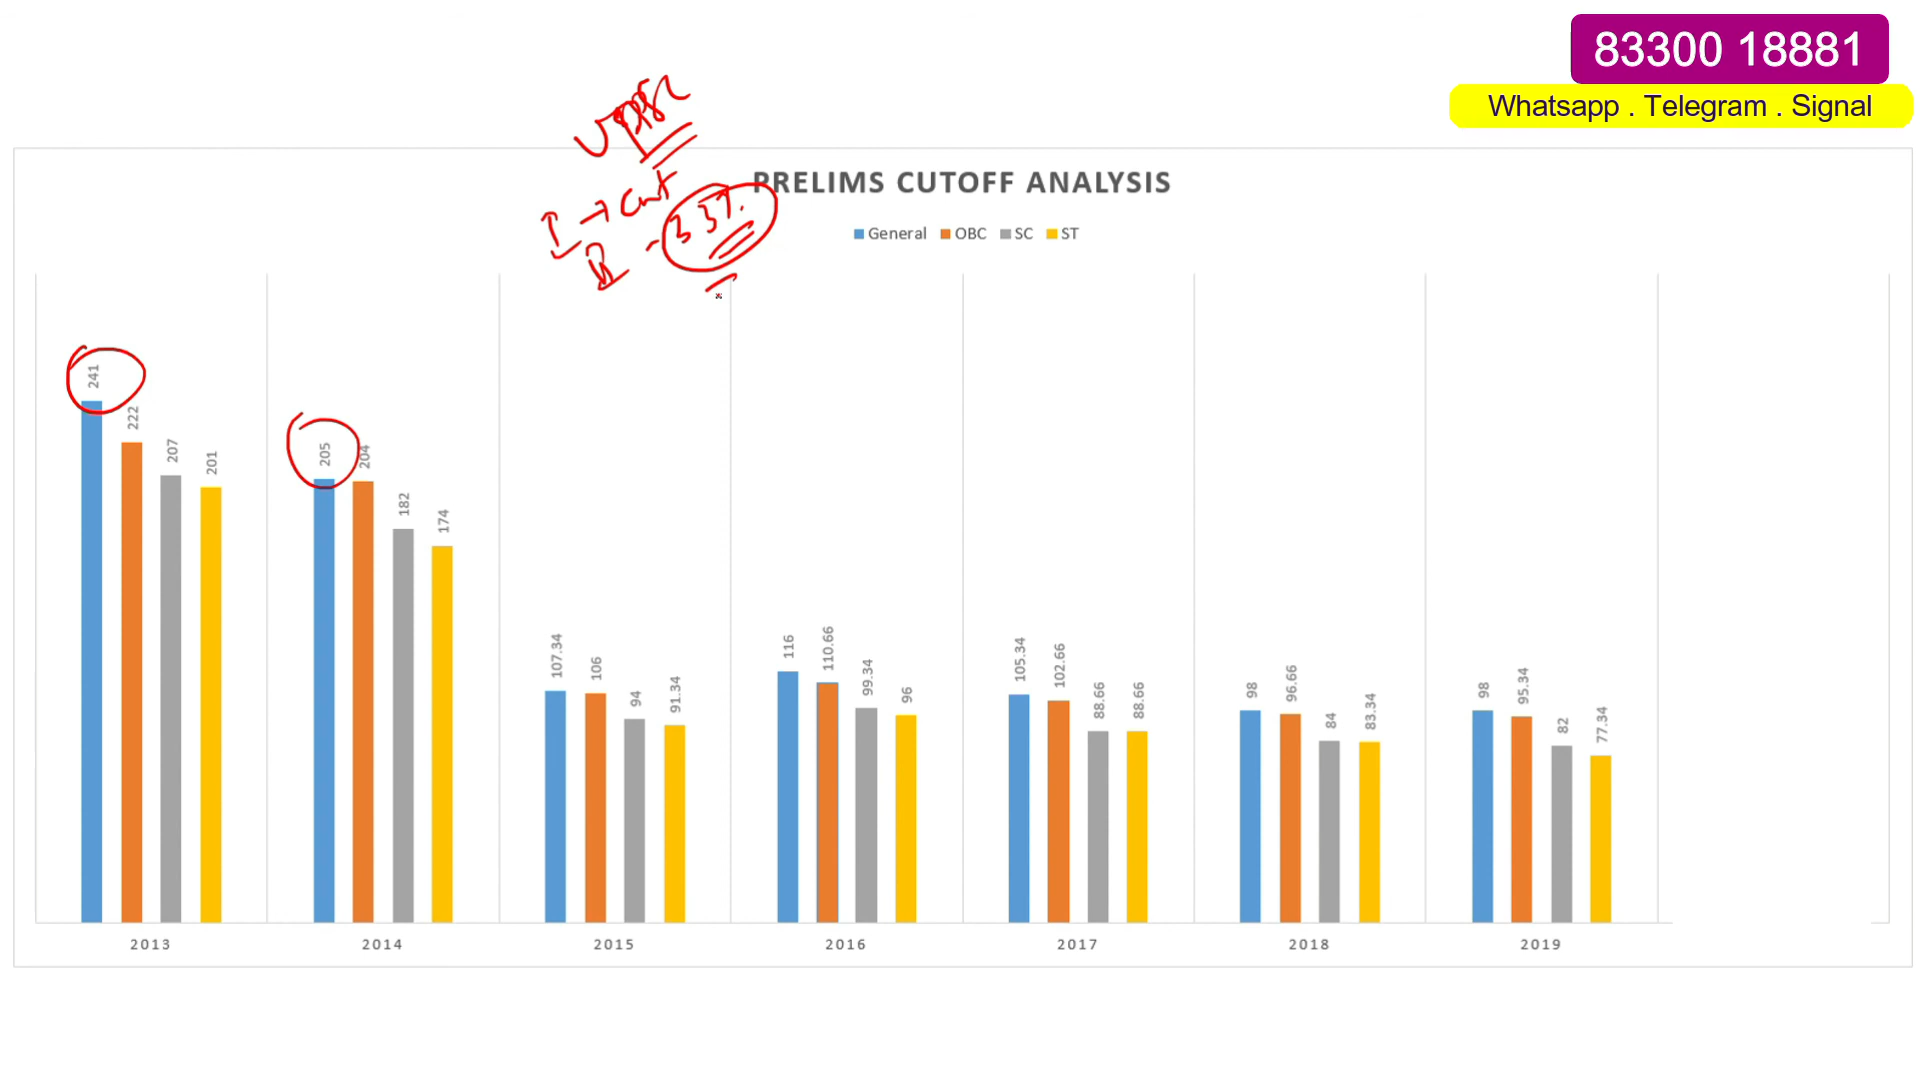 83300 18881
Whatsapp . Telegram . Signal
PRELIMS CUTOFF ANALYSIS
General OBC SC ST
241 222 207 201
205 204 182 174
107.34 106 94 91.34
116 110.66 99.34 96
105.34 102.66 88.66 88.66
98 96.66 84 83.34
98 95.34 82 77.34
2013 2014 2015 2016 2017 2018 2019